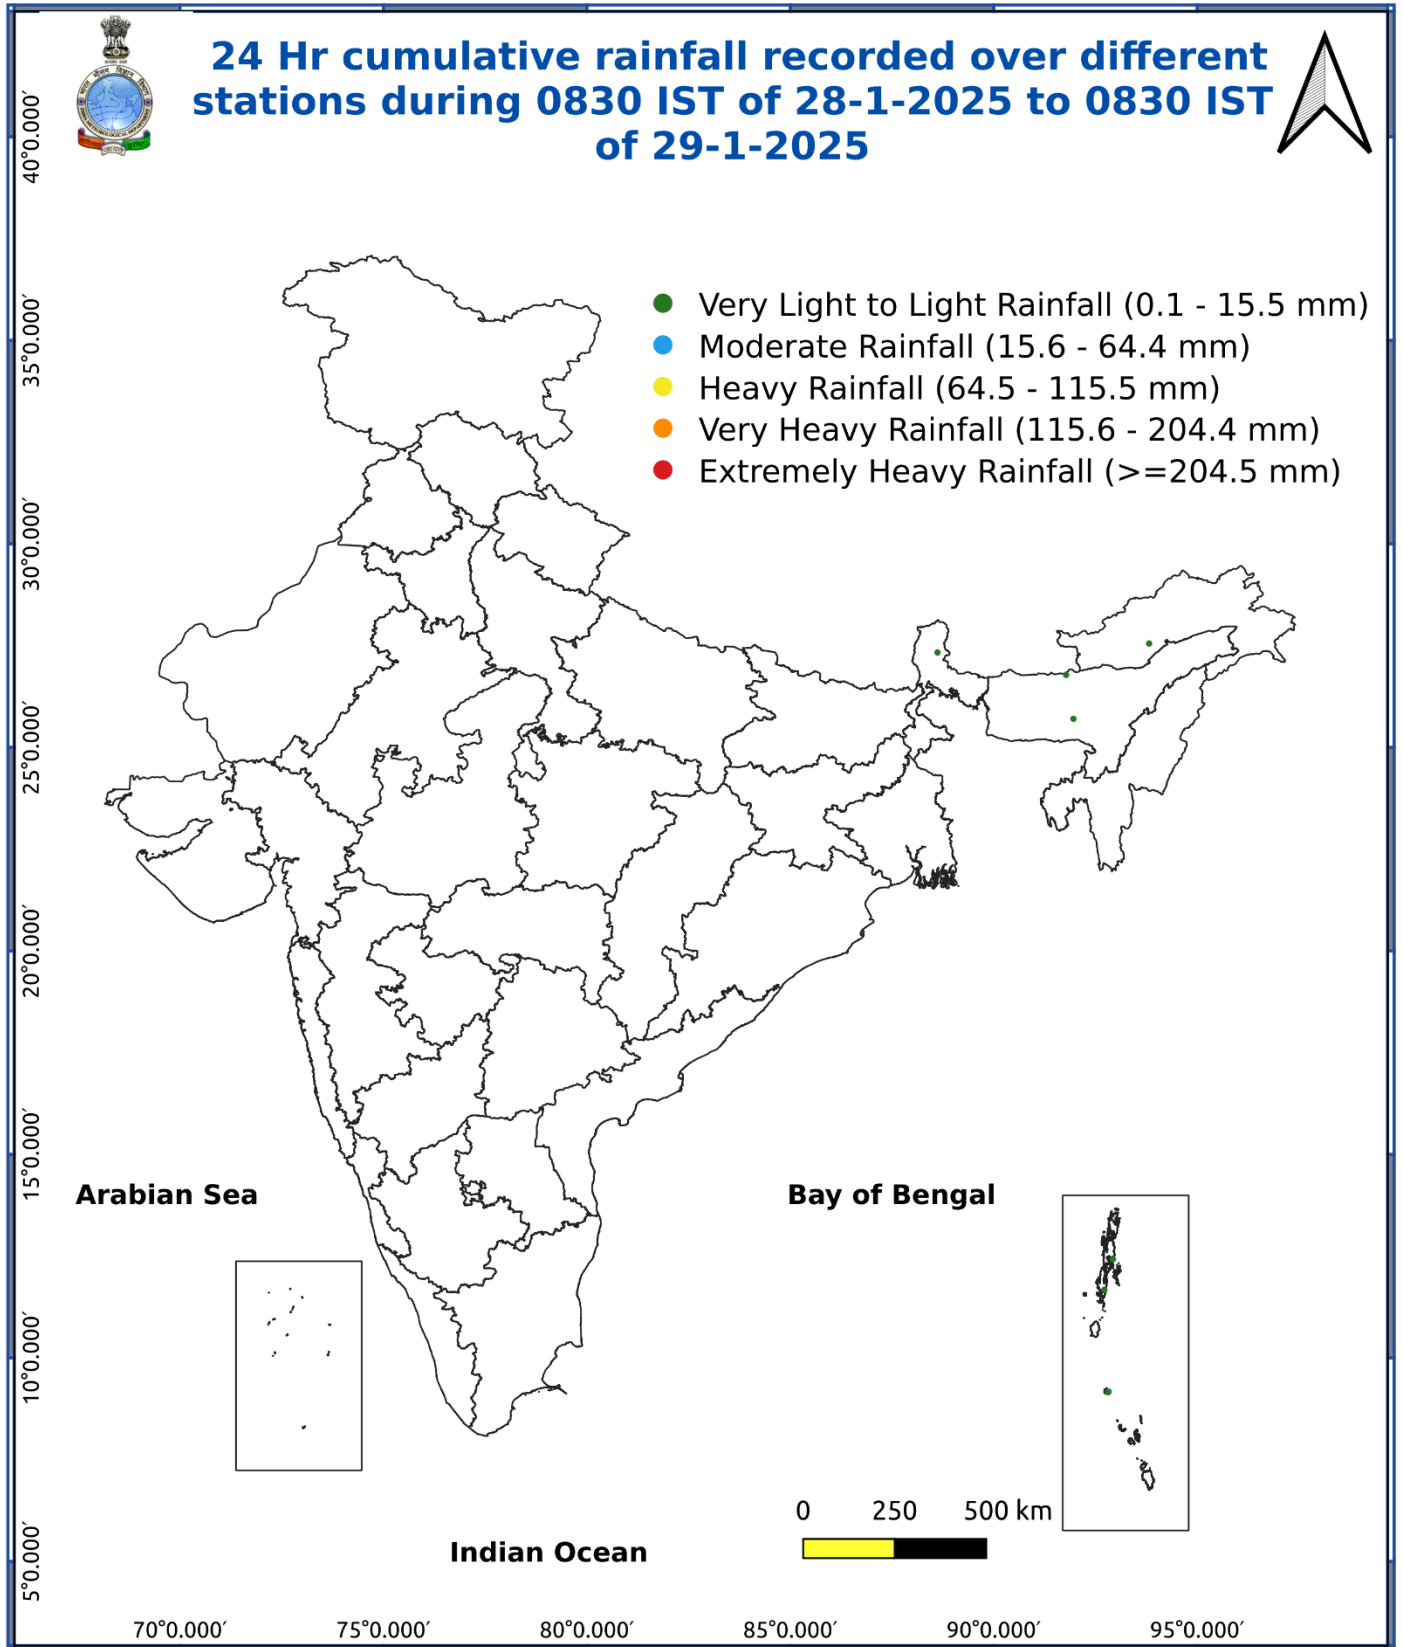 24 Hr cumulative rainfall recorded over different
stations during 0830 IST of 28-1-2025 to 0830 IST
of 29-1-2025
Very Light to Light Rainfall (0.1 - 15.5 mm)
Moderate Rainfall (15.6 - 64.4 mm)
Heavy Rainfall (64.5 - 115.5 mm)
Very Heavy Rainfall (115.6 - 204.4 mm)
Extremely Heavy Rainfall (>=204.5 mm)
40°0.000′
35°0.000′
30°0.000′
25°0.000′
20°0.000′
15°0.000′
10°0.000′
5°0.000′
Arabian Sea
Bay of Bengal
0 250 500 km
Indian Ocean
70°0.000′ 75°0.000′ 80°0.000′ 85°0.000′ 90°0.000′ 95°0.000′